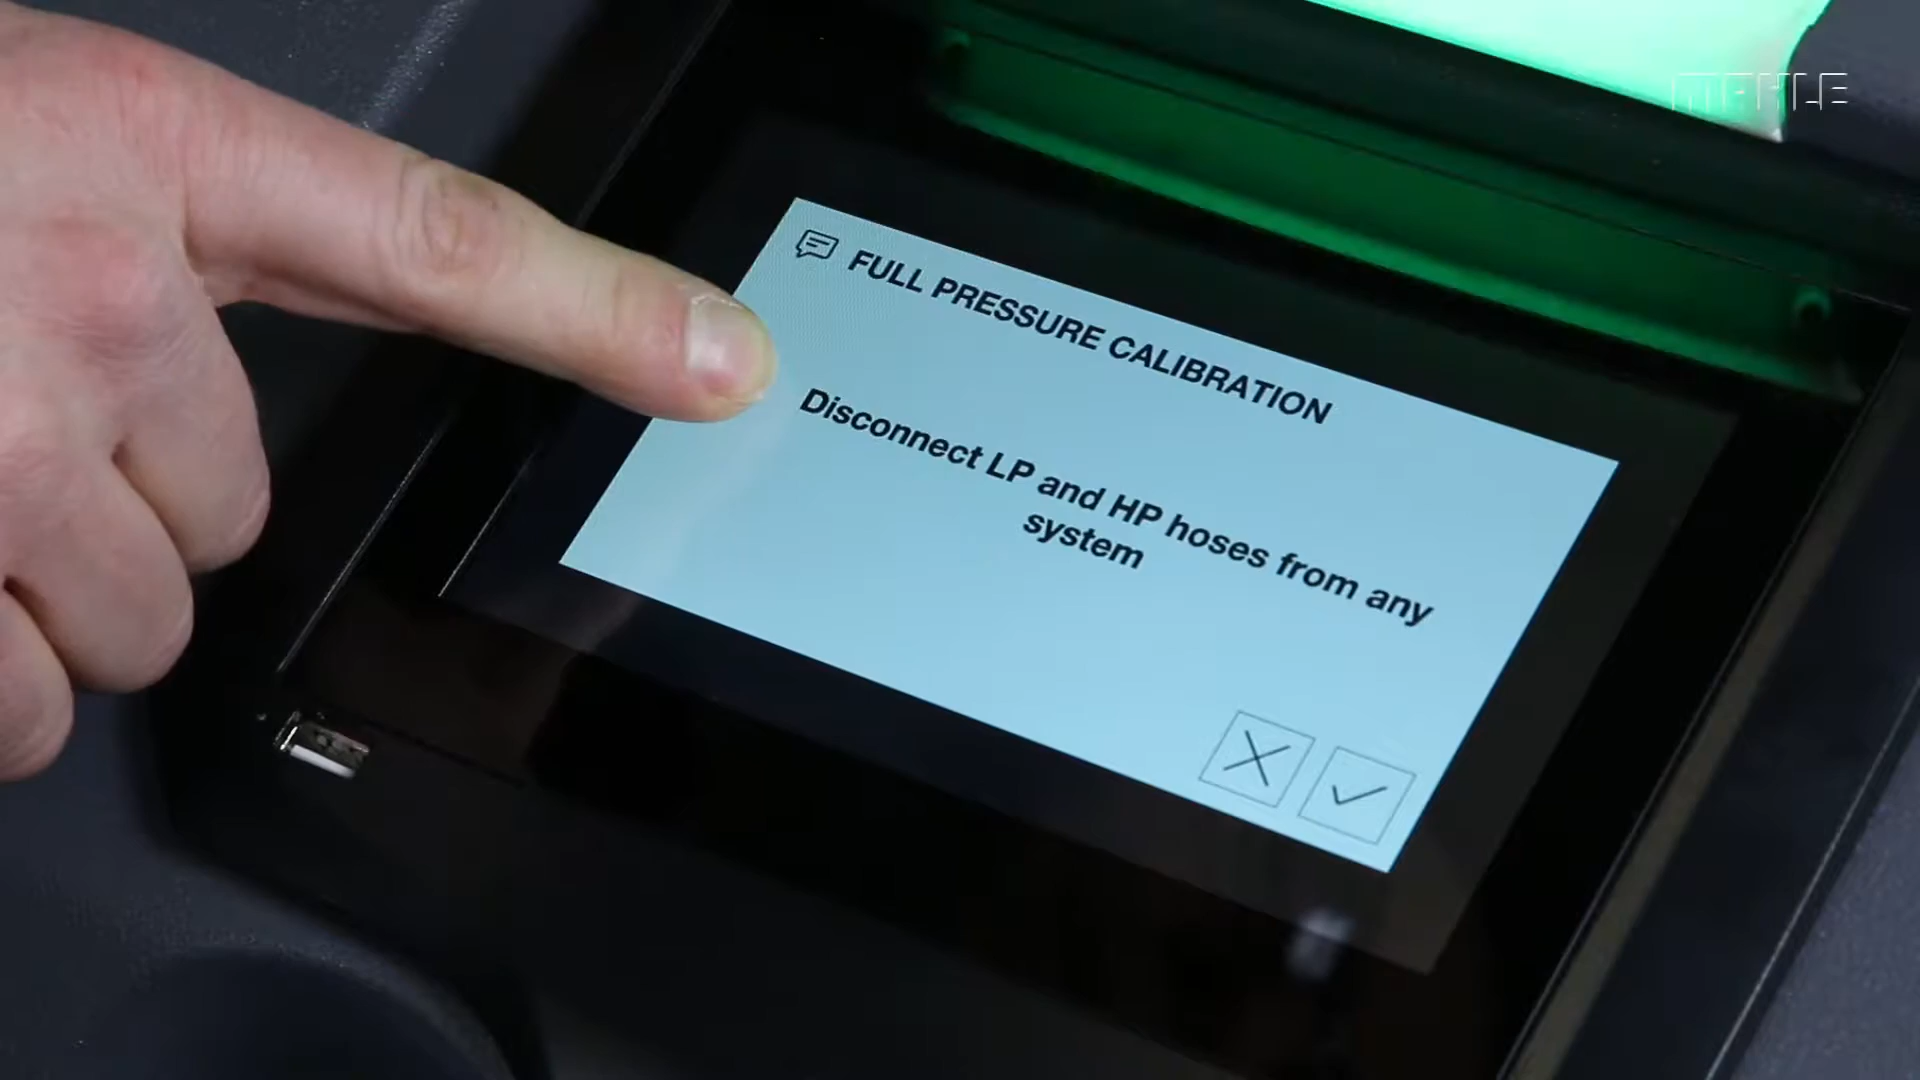 MAHLE
FULL PRESSURE CALIBRATION
Disconnect LP and HP hoses from any
system